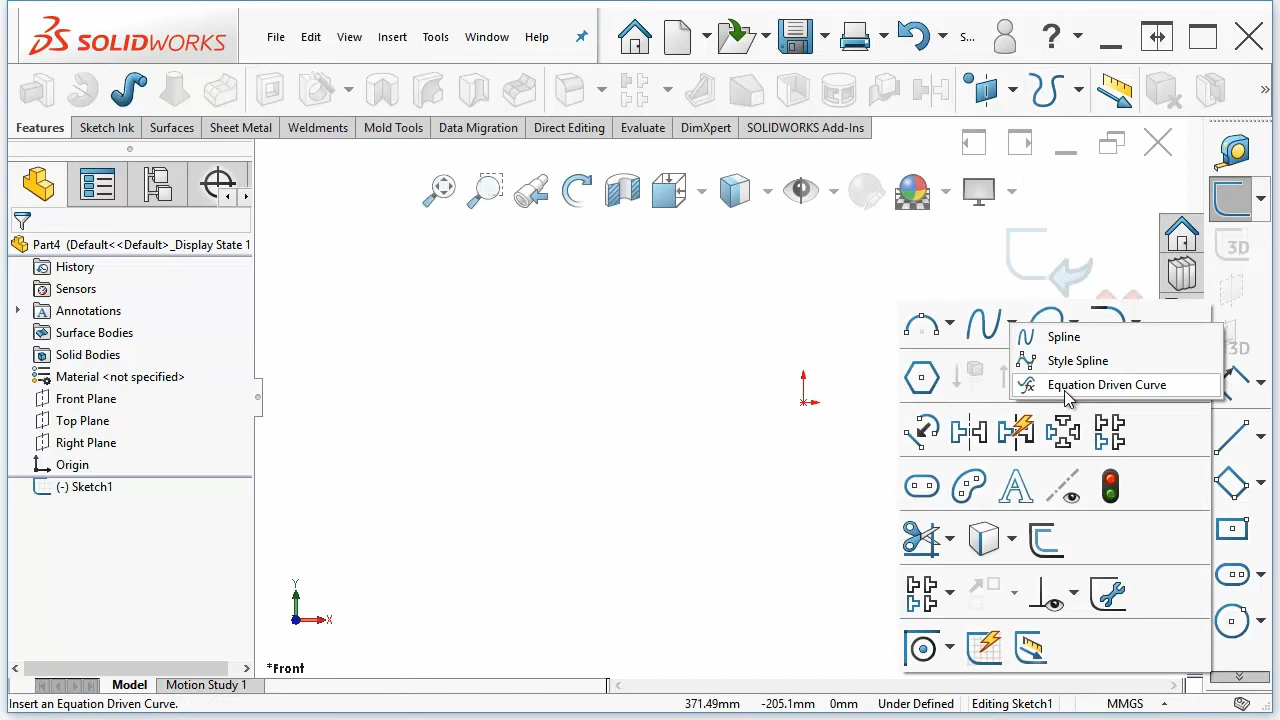 SOLIDWORKS
File Edit View Insert Tools Window Help
S... ?
Features Sketch Ink Surfaces Sheet Metal Weldments Mold Tools Data Migration Direct Editing Evaluate DimXpert SOLIDWORKS Add-Ins
Part4 (Default<<Default>_Display State 1
History
Sensors
Annotations
Surface Bodies
Solid Bodies
Material <not specified>
Front Plane
Top Plane
Right Plane
Origin
(-) Sketch1
3D
3D
Spline
Style Spline
Equation Driven Curve
Y
X
*Front
Model Motion Study 1
Insert an Equation Driven Curve.
371.49mm -205.1mm 0mm Under Defined Editing Sketch1 MMGS